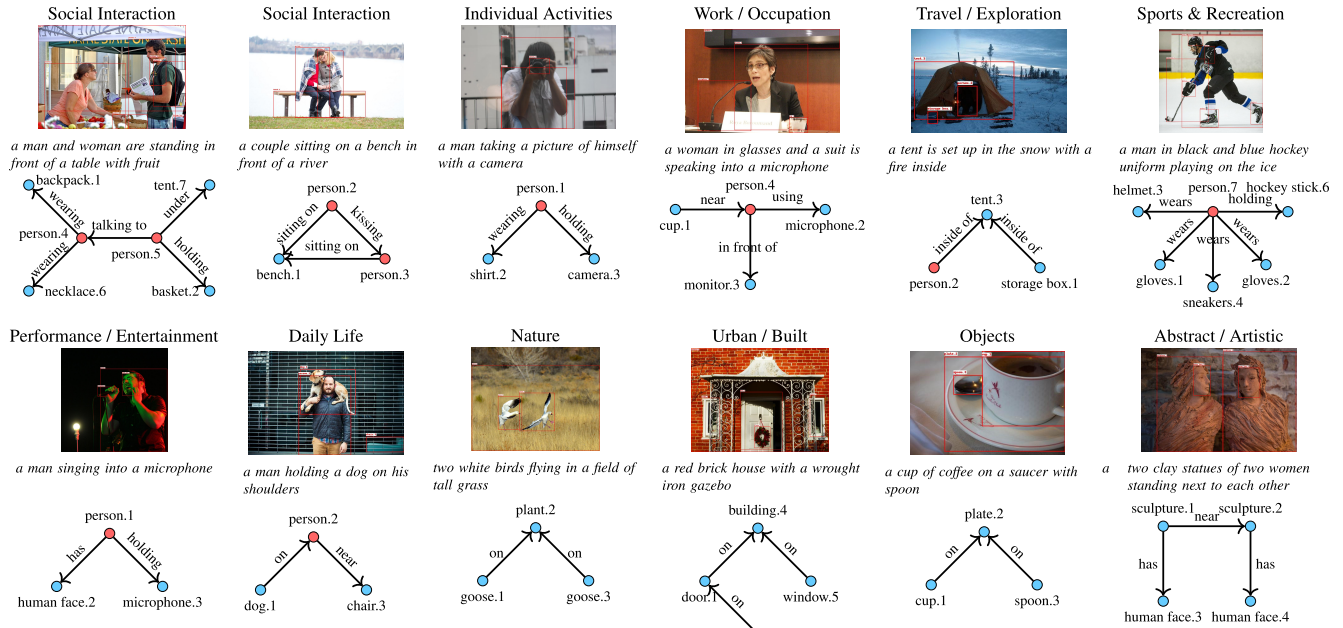 Social Interaction
a man and woman are standing in
front of a table with fruit
backpack.1
tent.7
wearing
under
talking to
person.4
person.5
wearing
holding
necklace.6
basket.2
Social Interaction
a couple sitting on a bench in
front of a river
person.2
sitting on
kissing
sitting on
bench.1
person.3
Individual Activities
a man taking a picture of himself
with a camera
person.1
wearing
holding
shirt.2
camera.3
Work / Occupation
a woman in glasses and a suit is
speaking into a microphone
person.4
near
using
cup.1
microphone.2
in front of
monitor.3
Travel / Exploration
a tent is set up in the snow with a
fire inside
tent.3
inside of
inside of
person.2
storage box.1
Sports & Recreation
a man in black and blue hockey
uniform playing on the ice
helmet.3
person.7
hockey stick.6
wears
holding
wears
wears
wears
gloves.1
gloves.2
sneakers.4
Performance / Entertainment
a man singing into a microphone
person.1
has
holding
human face.2
microphone.3
Daily Life
a man holding a dog on his
shoulders
person.2
on
near
dog.1
chair.3
Nature
two white birds flying in a field of
tall grass
plant.2
on
on
goose.1
goose.3
Urban / Built
a red brick house with a wrought
iron gazebo
building.4
on
on
door.1
window.5
on
Objects
a cup of coffee on a saucer with a
spoon
plate.2
on
on
cup.1
spoon.3
Abstract / Artistic
two clay statues of two women
standing next to each other
sculpture.1
sculpture.2
near
has
has
human face.3
human face.4